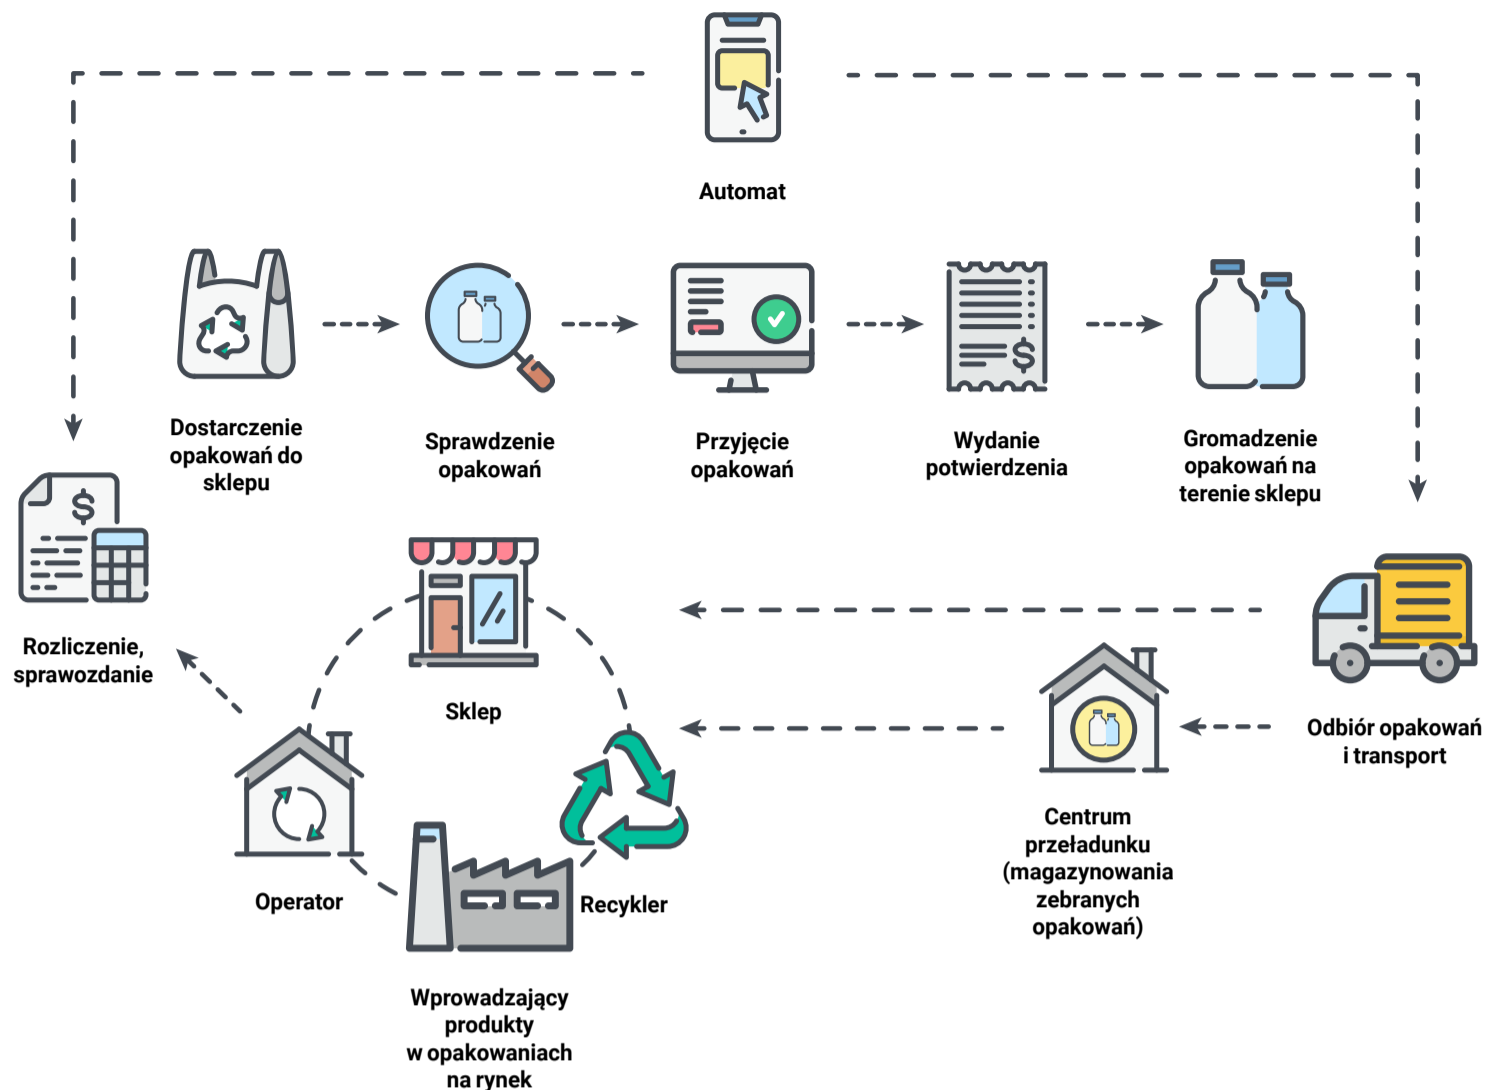 Automat
Dostarczenie
opakowań do
sklepu
Sprawdzenie
opakowań
Przyjęcie
opakowań
Wydanie
potwierdzenia
$
Gromadzenie
opakowań na
terenie sklepu
$
Rozliczenie,
sprawozdanie
Sklep
Odbiór opakowań
i transport
Centrum
przeładunku
(magazynowania
zebranych
opakowań)
Operator
Recykler
Wprowadzający
produkty
w opakowaniach
na rynek